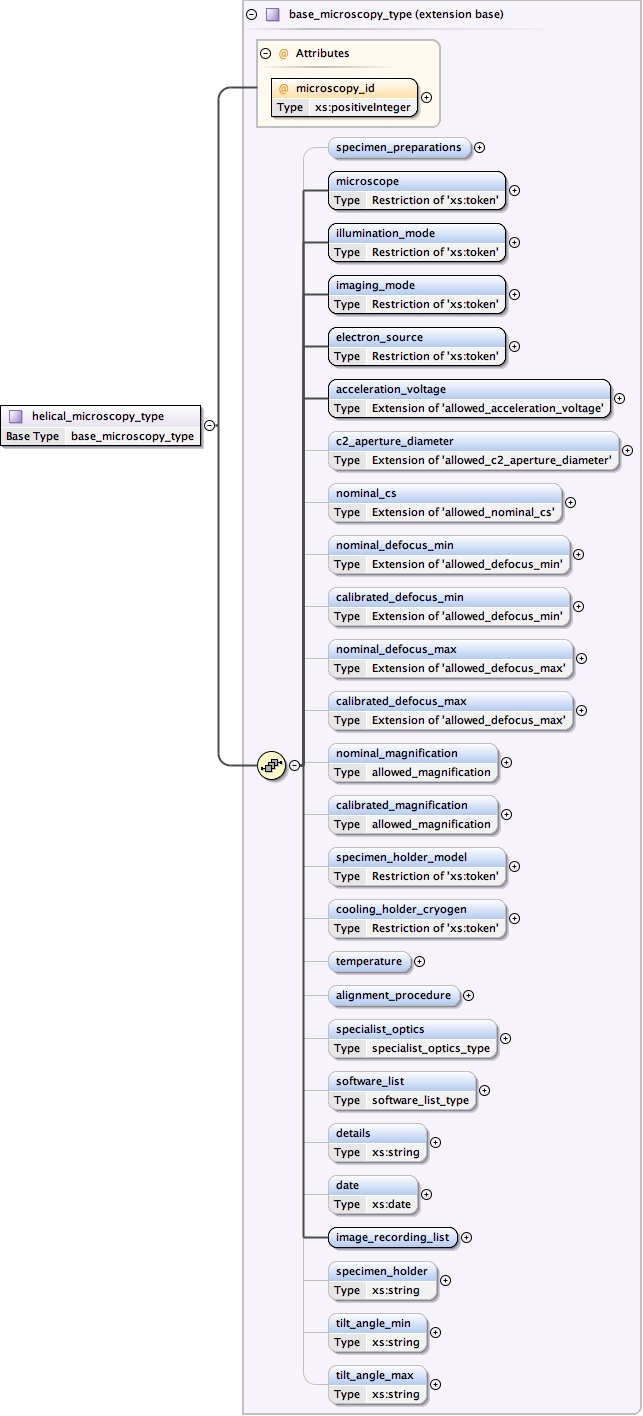 base_microscopy_type (extension base)
@ Attributes
@ microscopy_id
Type xs:positiveInteger
specimen_preparations
microscope
Type Restriction of 'xs:token'
illumination_mode
Type Restriction of 'xs:token'
imaging_mode
Type Restriction of 'xs:token'
electron_source
Type Restriction of 'xs:token'
acceleration_voltage
Type Extension of 'allowed_acceleration_voltage'
helical_microscopy_type
Base Type base_microscopy_type
c2_aperture_diameter
Type Extension of 'allowed_c2_aperture_diameter'
nominal_cs
Type Extension of 'allowed_nominal_cs'
nominal_defocus_min
Type Extension of 'allowed_defocus_min'
calibrated_defocus_min
Type Extension of 'allowed_defocus_min'
nominal_defocus_max
Type Extension of 'allowed_defocus_max'
calibrated_defocus_max
Type Extension of 'allowed_defocus_max'
nominal_magnification
Type allowed_magnification
calibrated_magnification
Type allowed_magnification
specimen_holder_model
Type Restriction of 'xs:token'
cooling_holder_cryogen
Type Restriction of 'xs:token'
temperature
alignment_procedure
specialist_optics
Type specialist_optics_type
software_list
Type software_list_type
details
Type xs:string
date
Type xs:date
image_recording_list
specimen_holder
Type xs:string
tilt_angle_min
Type xs:string
tilt_angle_max
Type xs:string